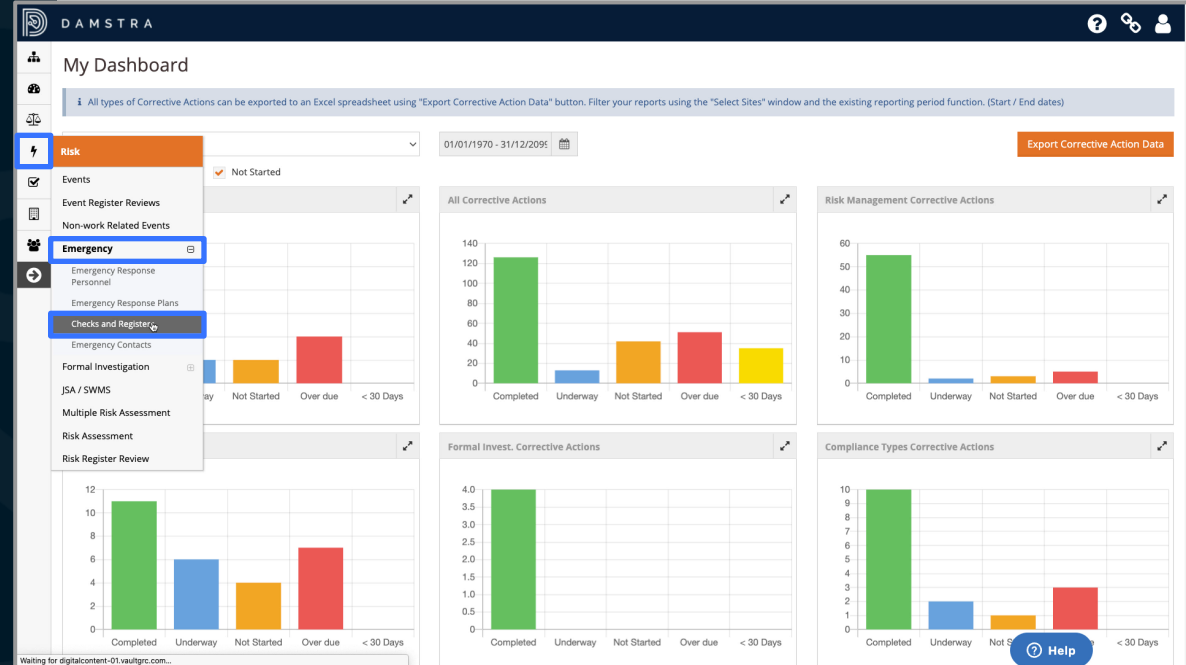 DAMSTRA
My Dashboard
i All types of Corrective Actions can be exported to an Excel spreadsheet using "Export Corrective Action Data" button. Filter your reports using the "Select Sites" window and the existing reporting period function. (Start / End dates)
01/01/1970 - 31/12/2099
Export Corrective Action Data
Not Started
Risk
Events
Event Register Reviews
Non-work Related Events
Emergency
Emergency Response
Personnel
Emergency Response Plans
Checks and Registers
Emergency Contacts
Formal Investigation
JSA / SWMS
Multiple Risk Assessment
Risk Assessment
Risk Register Review
Not Started Over due < 30 Days
All Corrective Actions
140
120
100
80
60
40
20
0
Completed Underway Not Started Over due < 30 Days
Risk Management Corrective Actions
60
50
40
30
20
10
0
Completed Underway Not Started Over due < 30 Days
12
10
8
6
4
2
0
Completed Underway Not Started Over due < 30 Days
Formal Invest. Corrective Actions
4.0
3.5
3.0
2.5
2.0
1.5
1.0
0.5
0
Completed Underway Not Started Over due < 30 Days
Compliance Types Corrective Actions
10
9
8
7
6
5
4
3
2
1
0
Completed Underway Not < 30 Days
? Help
Waiting for digitalcontent-01.vaultgrc.com...